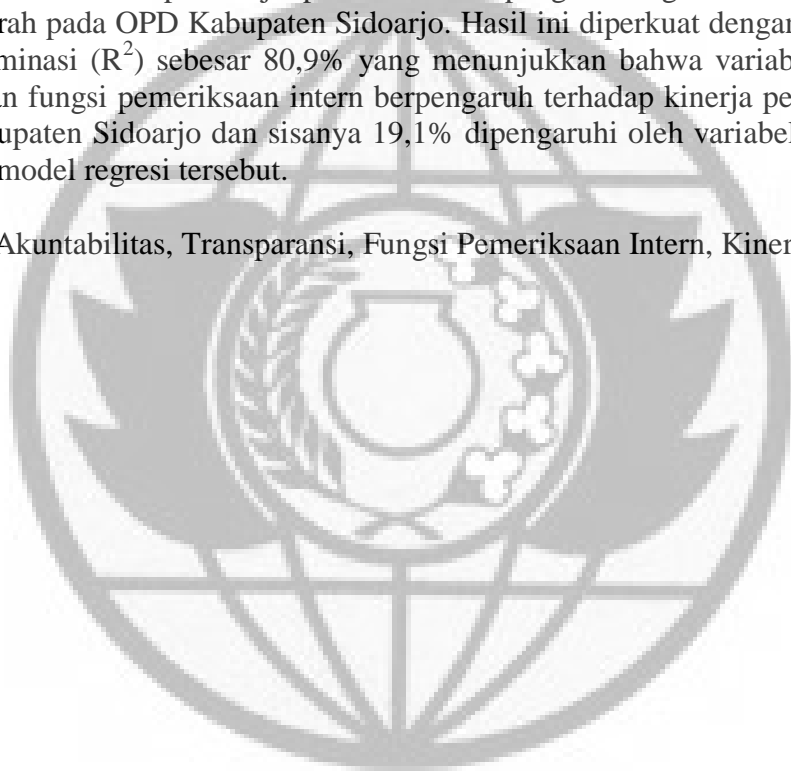 rah pada OPD Kabupaten Sidoarjo. Hasil ini diperkuat dengan
minasi (R²) sebesar 80,9% yang menunjukkan bahwa variab
n fungsi pemeriksaan intern berpengaruh terhadap kinerja pe
upaten Sidoarjo dan sisanya 19,1% dipengaruhi oleh variabel
model regresi tersebut.
Akuntabilitas, Transparansi, Fungsi Pemeriksaan Intern, Kiner